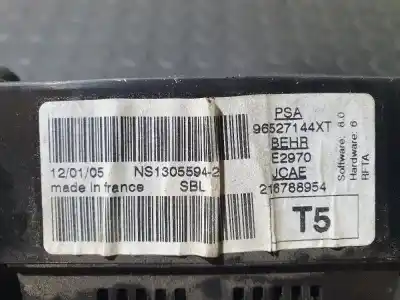 12/01/05 NS1305594-2
made in france SBL
PSA
96527144XT
BEHR
E2970
JCAE
216788954
T5
Software: 8.0
Hardware: 6
RFTA